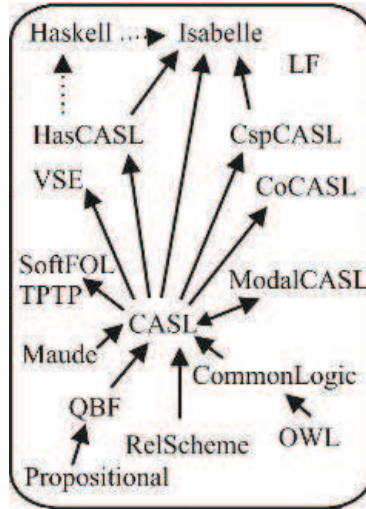 Haskell
Isabelle
LF
HasCASL
CspCASL
VSE
CoCASL
SoftFOL
TPTP
ModalCASL
CASL
Maude
CommonLogic
QBF
RelScheme
OWL
Propositional